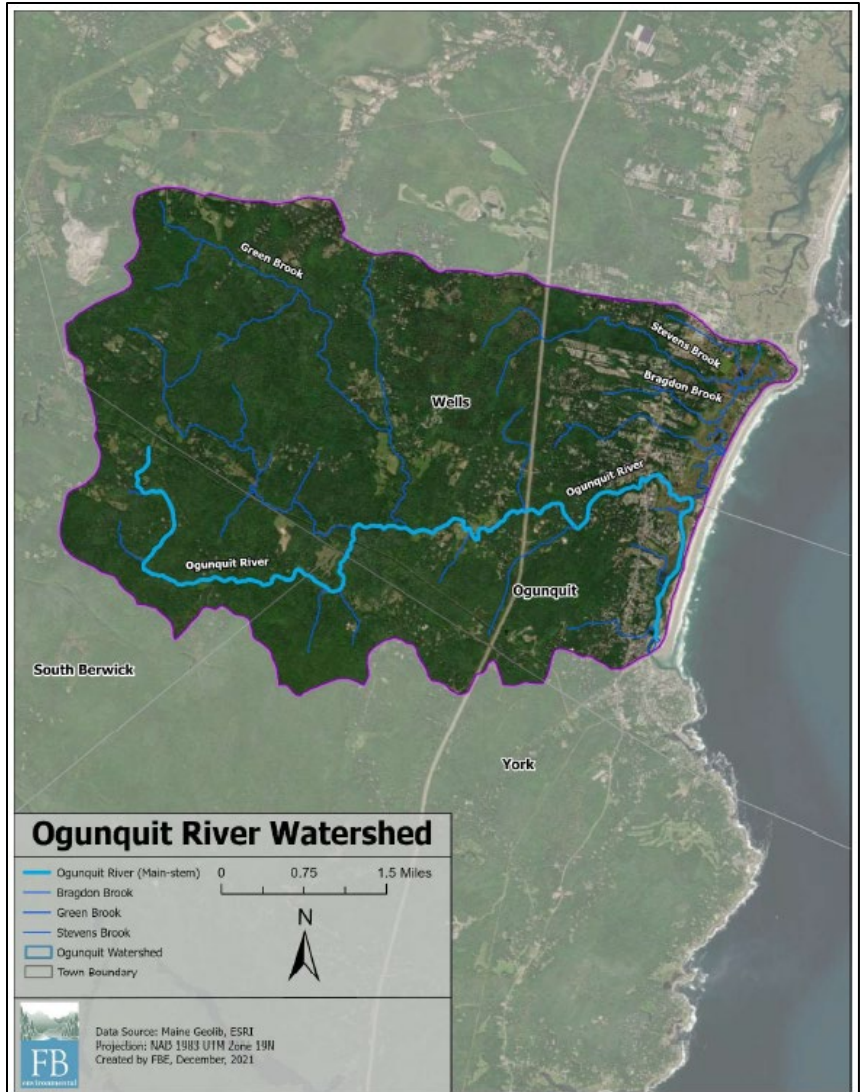 Green Brook
Stevens Brook
Bragdon Brook
Wells
Ogunquit River
Ogunquit River
Ogunquit
South Berwick
York
Ogunquit River Watershed
Ogunquit River (Main-stem)
Bragdon Brook
Green Brook
Stevens Brook
Ogunquit Watershed
Town Boundary
0 0.75 1.5 Miles
N
Data Source: Maine Geolib, ESRI
Projection: NAD 1983 UTM Zone 19N
Created by FBE, December, 2021
FB
environmental